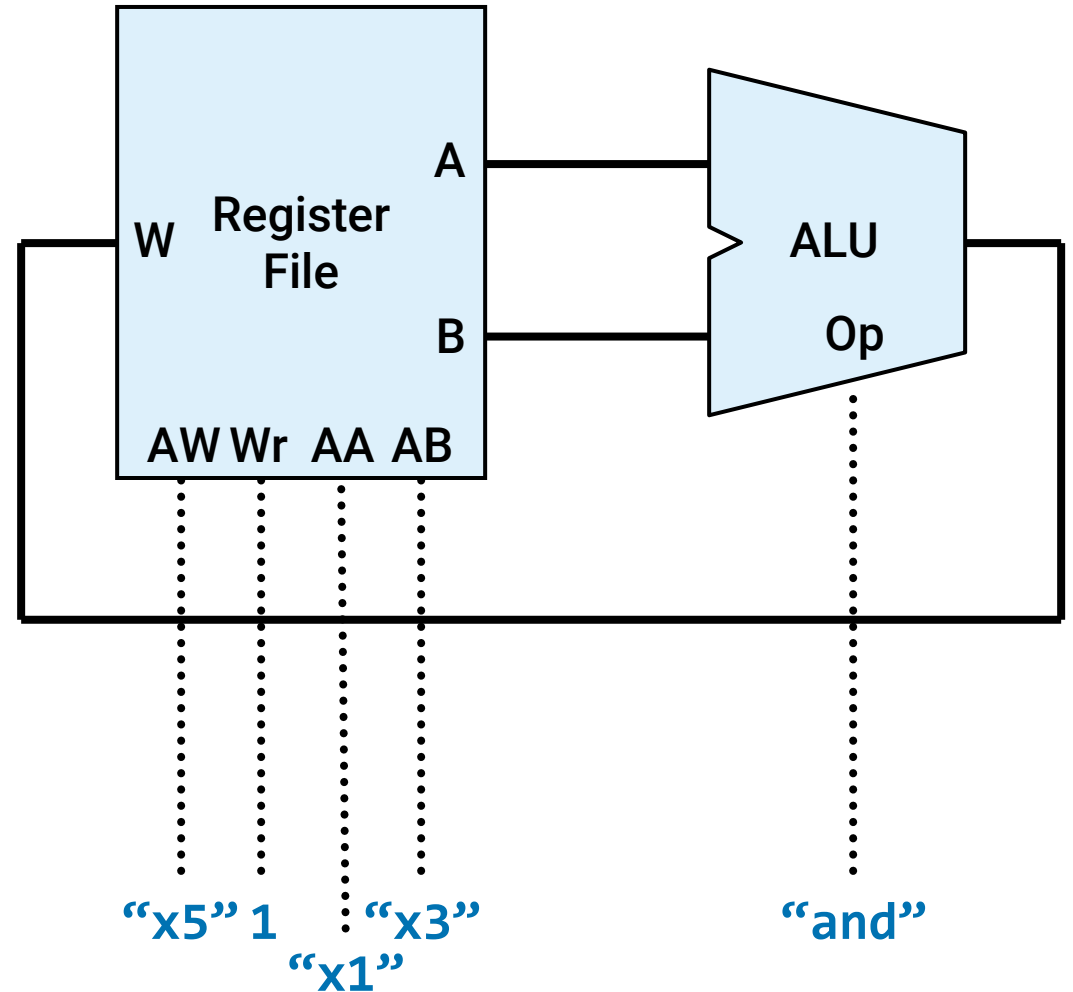 A
Register
File
W
ALU
B
Op
AW Wr AA AB
“x5” 1 “x3” “and”
“x1”